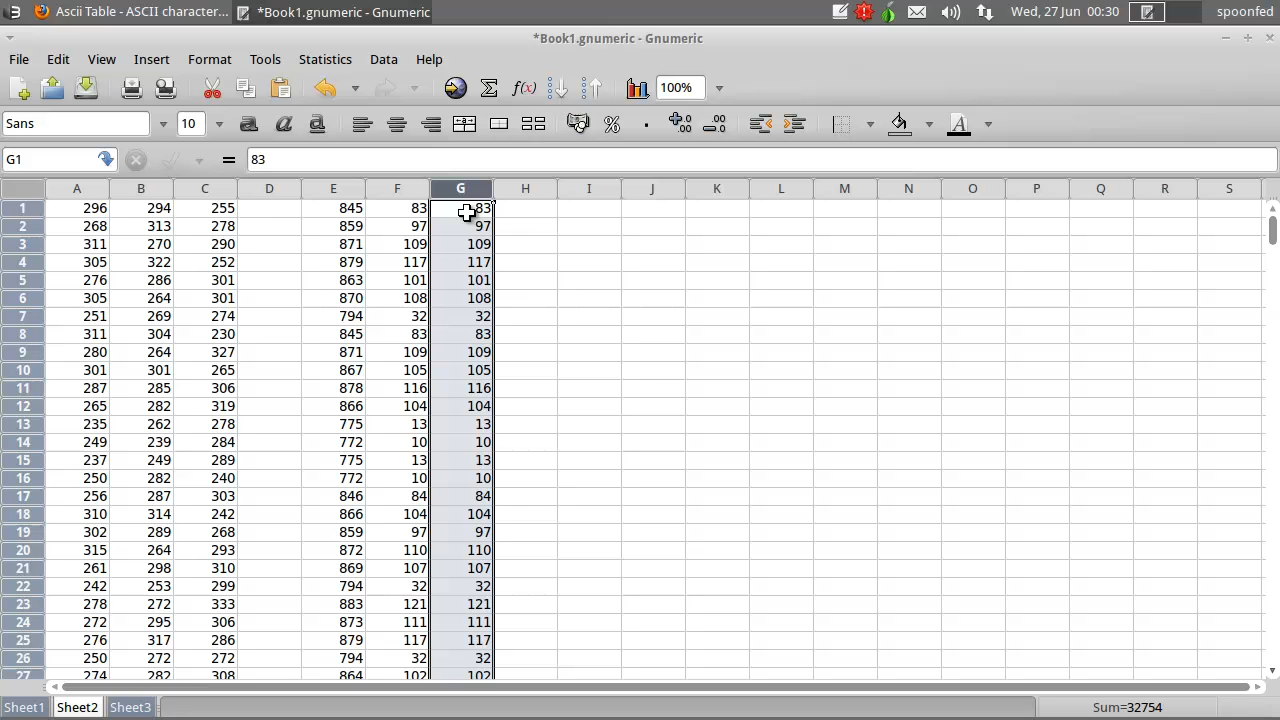 Ascii Table - ASCII character... *Book1.gnumeric - Gnumeric Wed, 27 Jun 00:30 spoonfed
*Book1.gnumeric - Gnumeric
File Edit View Insert Format Tools Statistics Data Help
f(x) 100%
Sans 10 a a a % A
G1 = 83
A B C D E F G H I J K L M N O P Q R S
1 296 294 255 845 83 83
2 268 313 278 859 97 97
3 311 270 290 871 109 109
4 305 322 252 879 117 117
5 276 286 301 863 101 101
6 305 264 301 870 108 108
7 251 269 274 794 32 32
8 311 304 230 845 83 83
9 280 264 327 871 109 109
10 301 301 265 867 105 105
11 287 285 306 878 116 116
12 265 282 319 866 104 104
13 235 262 278 775 13 13
14 249 239 284 772 10 10
15 237 249 289 775 13 13
16 250 282 240 772 10 10
17 256 287 303 846 84 84
18 310 314 242 866 104 104
19 302 289 268 859 97 97
20 315 264 293 872 110 110
21 261 298 310 869 107 107
22 242 253 299 794 32 32
23 278 272 333 883 121 121
24 272 295 306 873 111 111
25 276 317 286 879 117 117
26 250 272 272 794 32 32
27 274 282 308 864 102 102
Sheet1 Sheet2 Sheet3 Sum=32754